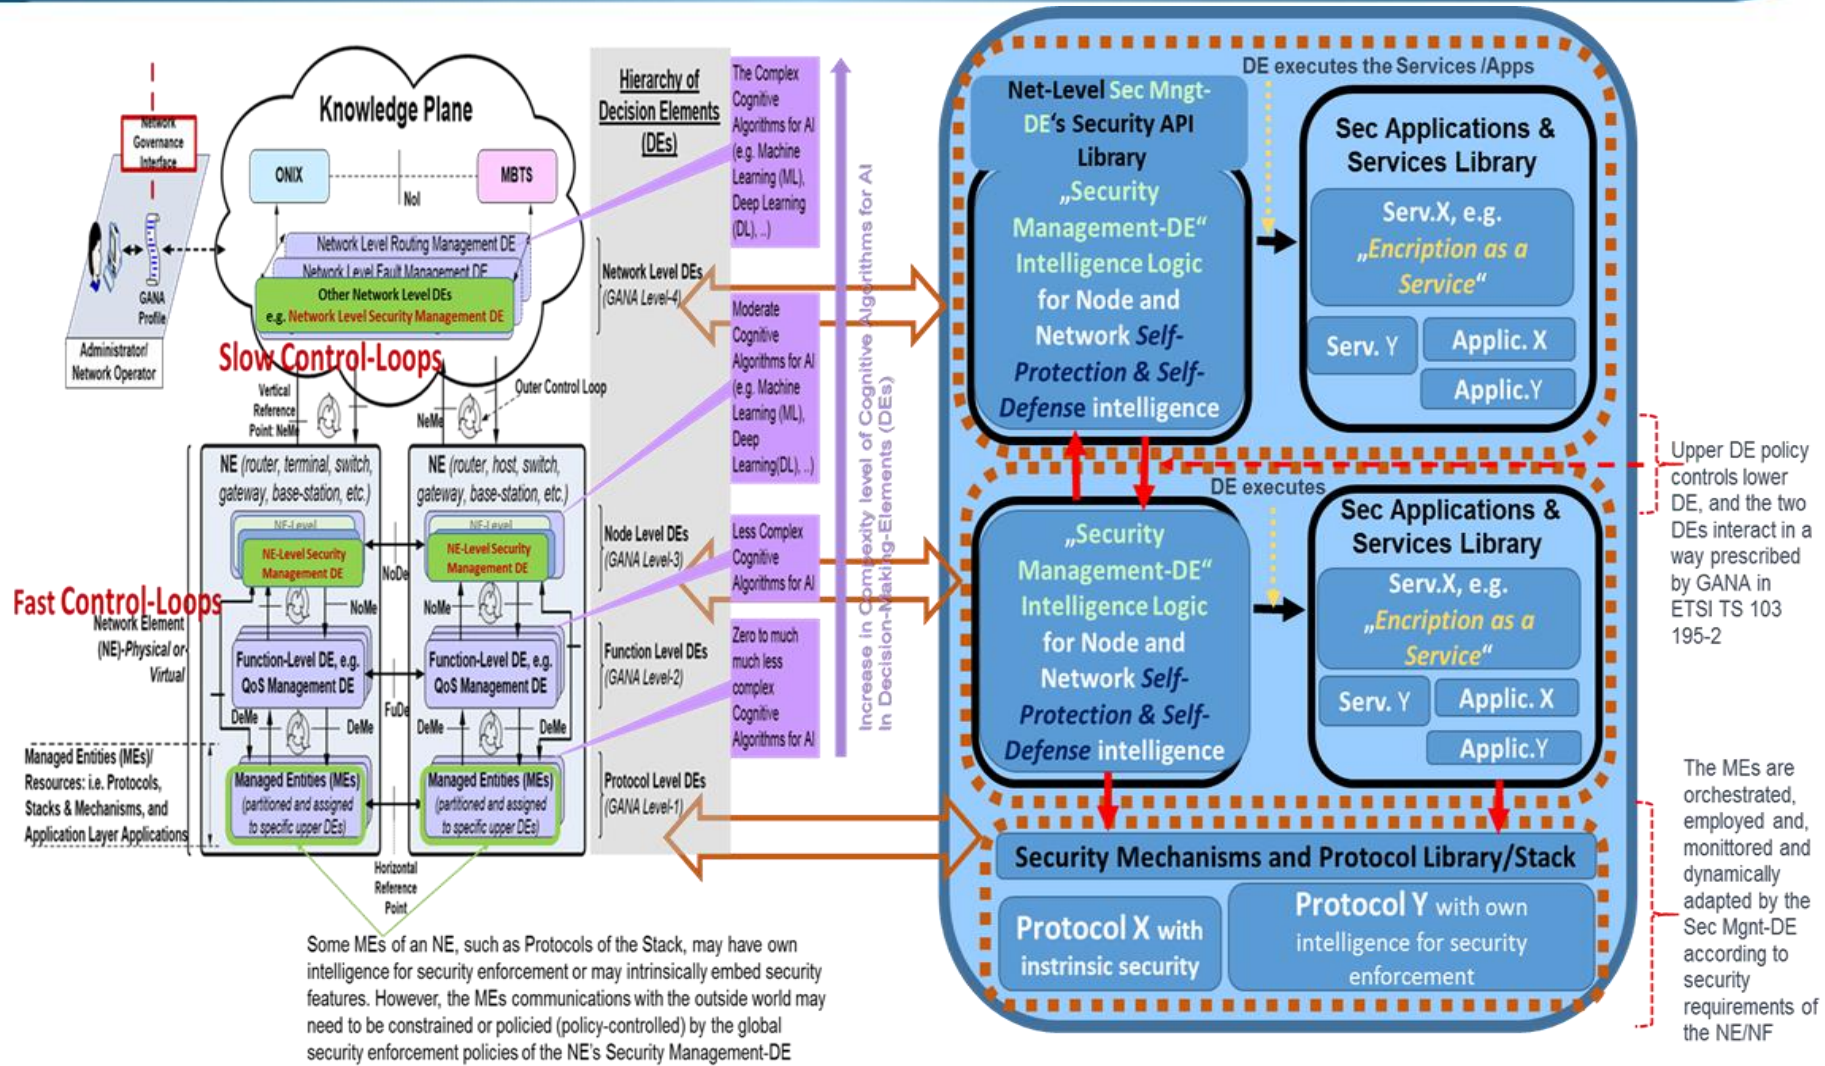 Network
Governance
Interface
GANA
Profile
Administrator/
Network Operator
Knowledge Plane
ONIX
MBTS
NoI
Network Level Routing Management DE
Network Level Fault Management DE
Other Network Level DEs
e.g. Network Level Security Management DE
Slow Control-Loops
Vertical
Reference
Point: NeMe
NeMe
Outer Control Loop
NE (router, terminal, switch,
gateway, base-station, etc.)
NE (router, host, switch,
gateway, base-station, etc.)
NE-Level
NE-Level Security
Management DE
NE-Level
NE-Level Security
Management DE
NoDe
NoMe
NoMe
Fast Control-Loops
Network Element
(NE)-Physical or
Virtual
Function-Level DE, e.g.
QoS Management DE
Function-Level DE, e.g.
QoS Management DE
FuDe
DeMe
DeMe
DeMe
DeMe
Managed Entities (MEs)/
Resources: i.e. Protocols,
Stacks & Mechanisms, and
Application Layer Applications
Managed Entities (MEs)
(partitioned and assigned
to specific upper DEs)
Managed Entities (MEs)
(partitioned and assigned
to specific upper DEs)
Horizontal
Reference
Point
Some MEs of an NE, such as Protocols of the Stack, may have own
intelligence for security enforcement or may intrinsically embed security
features. However, the MEs communications with the outside world may
need to be constrained or policied (policy-controlled) by the global
security enforcement policies of the NE's Security Management-DE
Hierarchy of
Decision Elements
(DEs)
Network Level DEs
(GANA Level-4)
Node Level DEs
(GANA Level-3)
Function Level DEs
(GANA Level-2)
Protocol Level DEs
(GANA Level-1)
The Complex
Cognitive
Algorithms for AI
(e.g. Machine
Learning (ML),
Deep Learning
(DL), ..)
Moderate
Cognitive
Algorithms for AI
(e.g. Machine
Learning (ML),
Deep
Learning(DL), ..)
Less Complex
Cognitive
Algorithms for AI
Zero to much
much less
complex
Cognitive
Algorithms for AI
Increase in Compexity level of Cognitive Algorithms for AI
In Decision-Making-Elements (DEs)
DE executes the Services /Apps
Net-Level Sec Mngt-
DE‘s Security API
Library
„Security
Management-DE“
Intelligence Logic
for Node and
Network Self-
Protection & Self-
Defense intelligence
Sec Applications &
Services Library
Serv.X, e.g.
„Encription as a
Service“
Serv. Y
Applic. X
Applic.Y
DE executes
„Security
Management-DE“
Intelligence Logic
for Node and
Network Self-
Protection & Self-
Defense intelligence
Sec Applications &
Services Library
Serv.X, e.g.
„Encription as a
Service“
Serv. Y
Applic. X
Applic.Y
Security Mechanisms and Protocol Library/Stack
Protocol X with
instrinsic security
Protocol Y with own
intelligence for security
enforcement
Upper DE policy
controls lower
DE, and the two
DEs interact in a
way prescribed
by GANA in
ETSI TS 103
195-2
The MEs are
orchestrated,
employed and,
monittored and
dynamically
adapted by the
Sec Mgnt-DE
according to
security
requirements of
the NE/NF